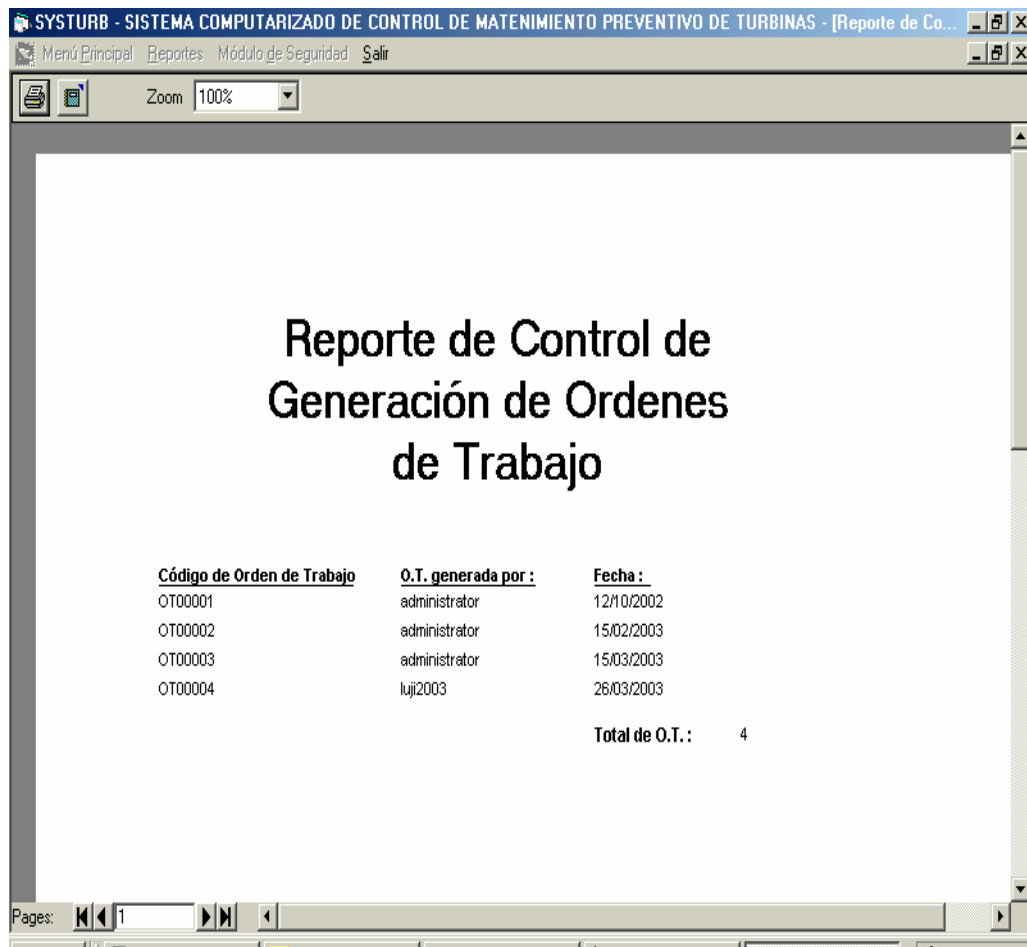 SYSTURB - SISTEMA COMPUTARIZADO DE CONTROL DE MATENIMIENTO PREVENTIVO DE TURBINAS - [Reporte de Co...
Menú Principal Reportes Módulo de Seguridad Salir
Zoom 100%
Reporte de Control de
Generación de Ordenes
de Trabajo
Código de Orden de Trabajo O.T. generada por : Fecha :
OT00001 administrator 12/10/2002
OT00002 administrator 15/02/2003
OT00003 administrator 15/03/2003
OT00004 luji2003 26/03/2003
Total de O.T. : 4
Pages: 1